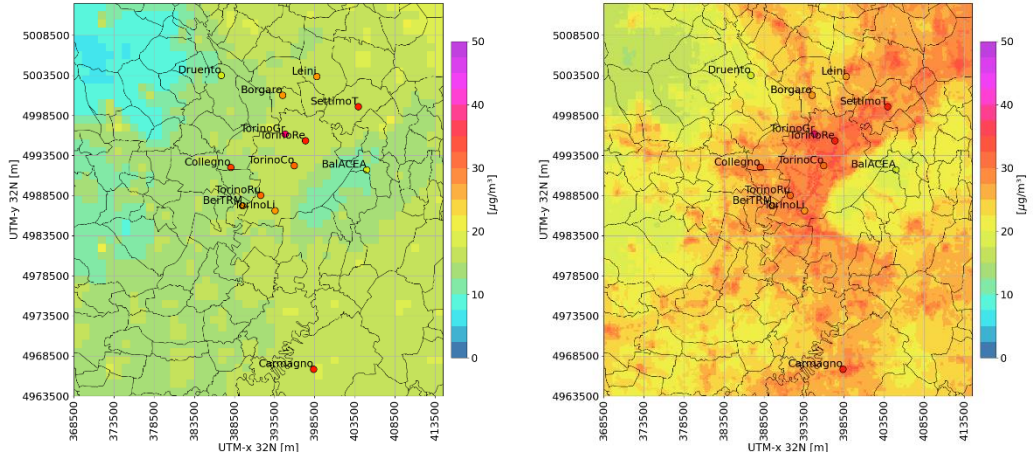 5008500
5003500
4998500
4993500
4988500
4983500
4978500
4973500
4968500
4963500
UTM-y 32N [m]
368500
373500
378500
383500
388500
393500
398500
403500
408500
413500
UTM-x 32N [m]
Druento
Leini
Borgaro
SettimoT
TorinoGr
TorinoRe
Collegno
TorinoCo
BalACEA
TorinoRu
BeiTRM
TorinoLi
Carmagno
50
40
30
20
10
0
[µg/m³]
5008500
5003500
4998500
4993500
4988500
4983500
4978500
4973500
4968500
4963500
UTM-y 32N [m]
368500
373500
378500
383500
388500
393500
398500
403500
408500
413500
UTM-x 32N [m]
Druento
Leini
Borgaro
SettimoT
TorinoGr
TorinoRe
Collegno
TorinoCo
BalACEA
TorinoRu
BeiTRM
TorinoLi
Carmagno
50
40
30
20
10
0
[µg/m³]